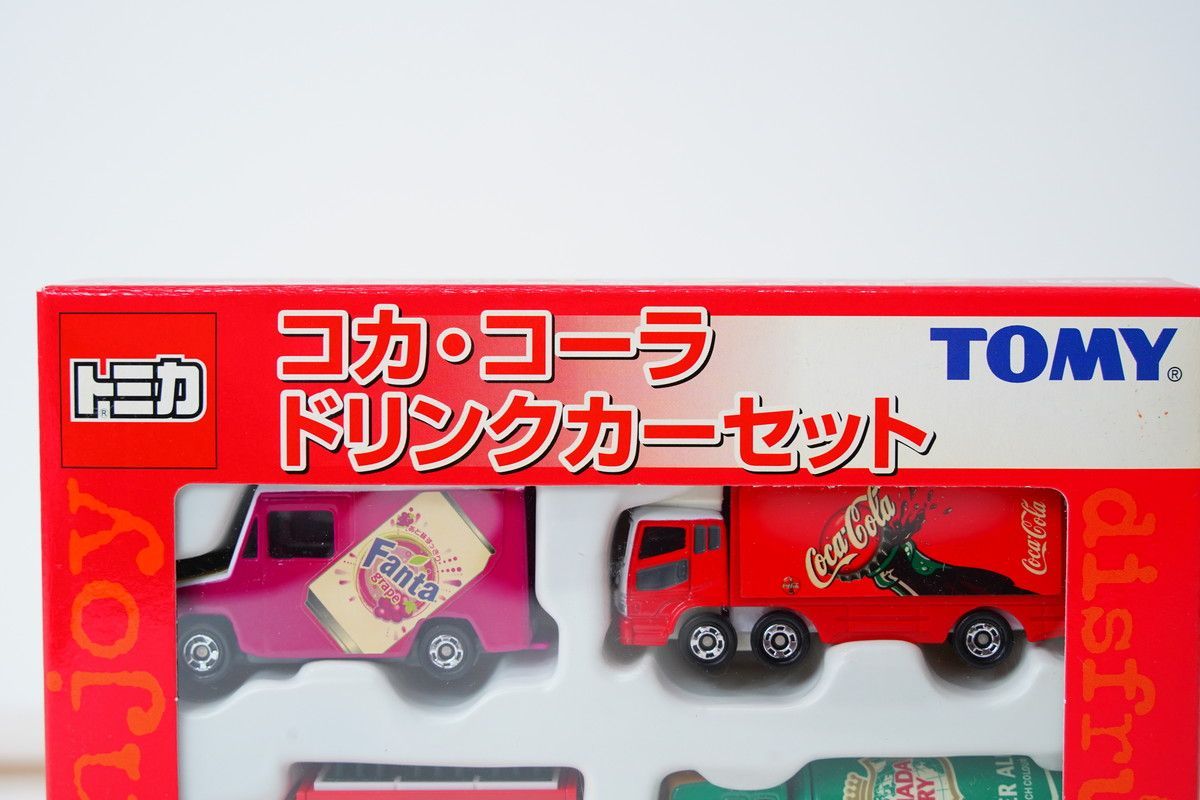 トミカ
コカ・コーラ
ドリンクカーセット
TOMY
enjoy
Fanta
grape
Coca-Cola
Coca-Cola